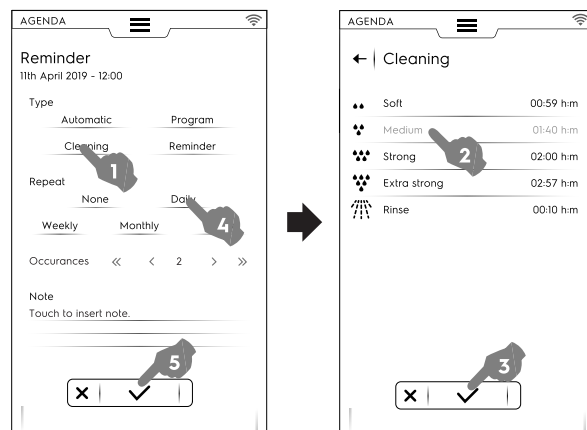 AGENDA
Reminder
11th April 2019 - 12:00
Type
Automatic Program
Cleaning Reminder
1
Repeat
None Daily
4
Weekly Monthly
Occurances « < 2 > »
Note
Touch to insert note.
5
AGENDA
Cleaning
Soft 00:59 h:m
Medium 01:40 h:m
2
Strong 02:00 h:m
Extra strong 02:57 h:m
Rinse 00:10 h:m
3